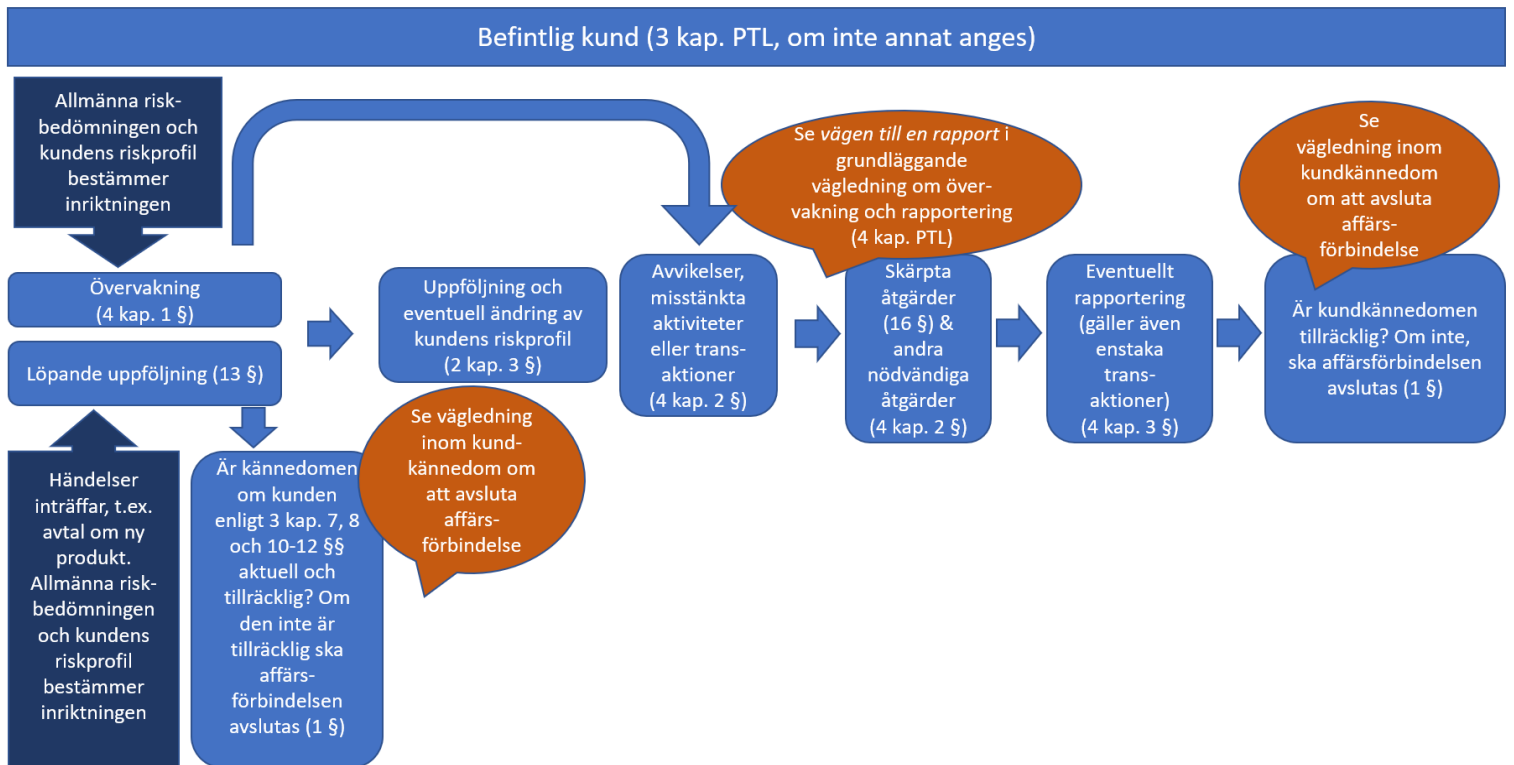 Befintlig kund (3 kap. PTL, om inte annat anges)
Allmänna risk-
bedömningen och
kundens riskprofil
bestämmer
inriktningen
Övervakning
(4 kap. 1 §)
Löpande uppföljning (13 §)
Händelser
inträffar, t.ex.
avtal om ny
produkt.
Allmänna risk-
bedömningen
och kundens
riskprofil
bestämmer
inriktningen
Är kännedomen
om kunden
enligt 3 kap. 7, 8
och 10-12 §§
aktuell och
tillräcklig? Om
den inte är
tillräcklig ska
affärs-
förbindelsen
avslutas (1 §)
Uppföljning och
eventuell ändring av
kundens riskprofil
(2 kap. 3 §)
Se vägledning
inom kund-
kännedom om
att avsluta
affärs-
förbindelse
Avvikelser,
misstänkta
aktiviteter
eller trans-
aktioner
(4 kap. 2 §)
Se vägen till en rapport i
grundläggande
vägledning om över-
vakning och rapportering
(4 kap. PTL)
Skärpta
åtgärder
(16 §) &
andra
nödvändiga
åtgärder
(4 kap. 2 §)
Eventuellt
rapportering
(gäller även
enstaka
trans-
aktioner)
(4 kap. 3 §)
Se
vägledning inom
kundkännedom
om att avsluta
affärs-
förbindelse
Är kundkännedomen
tillräcklig? Om inte,
ska affärsförbindelsen
avslutas (1 §)